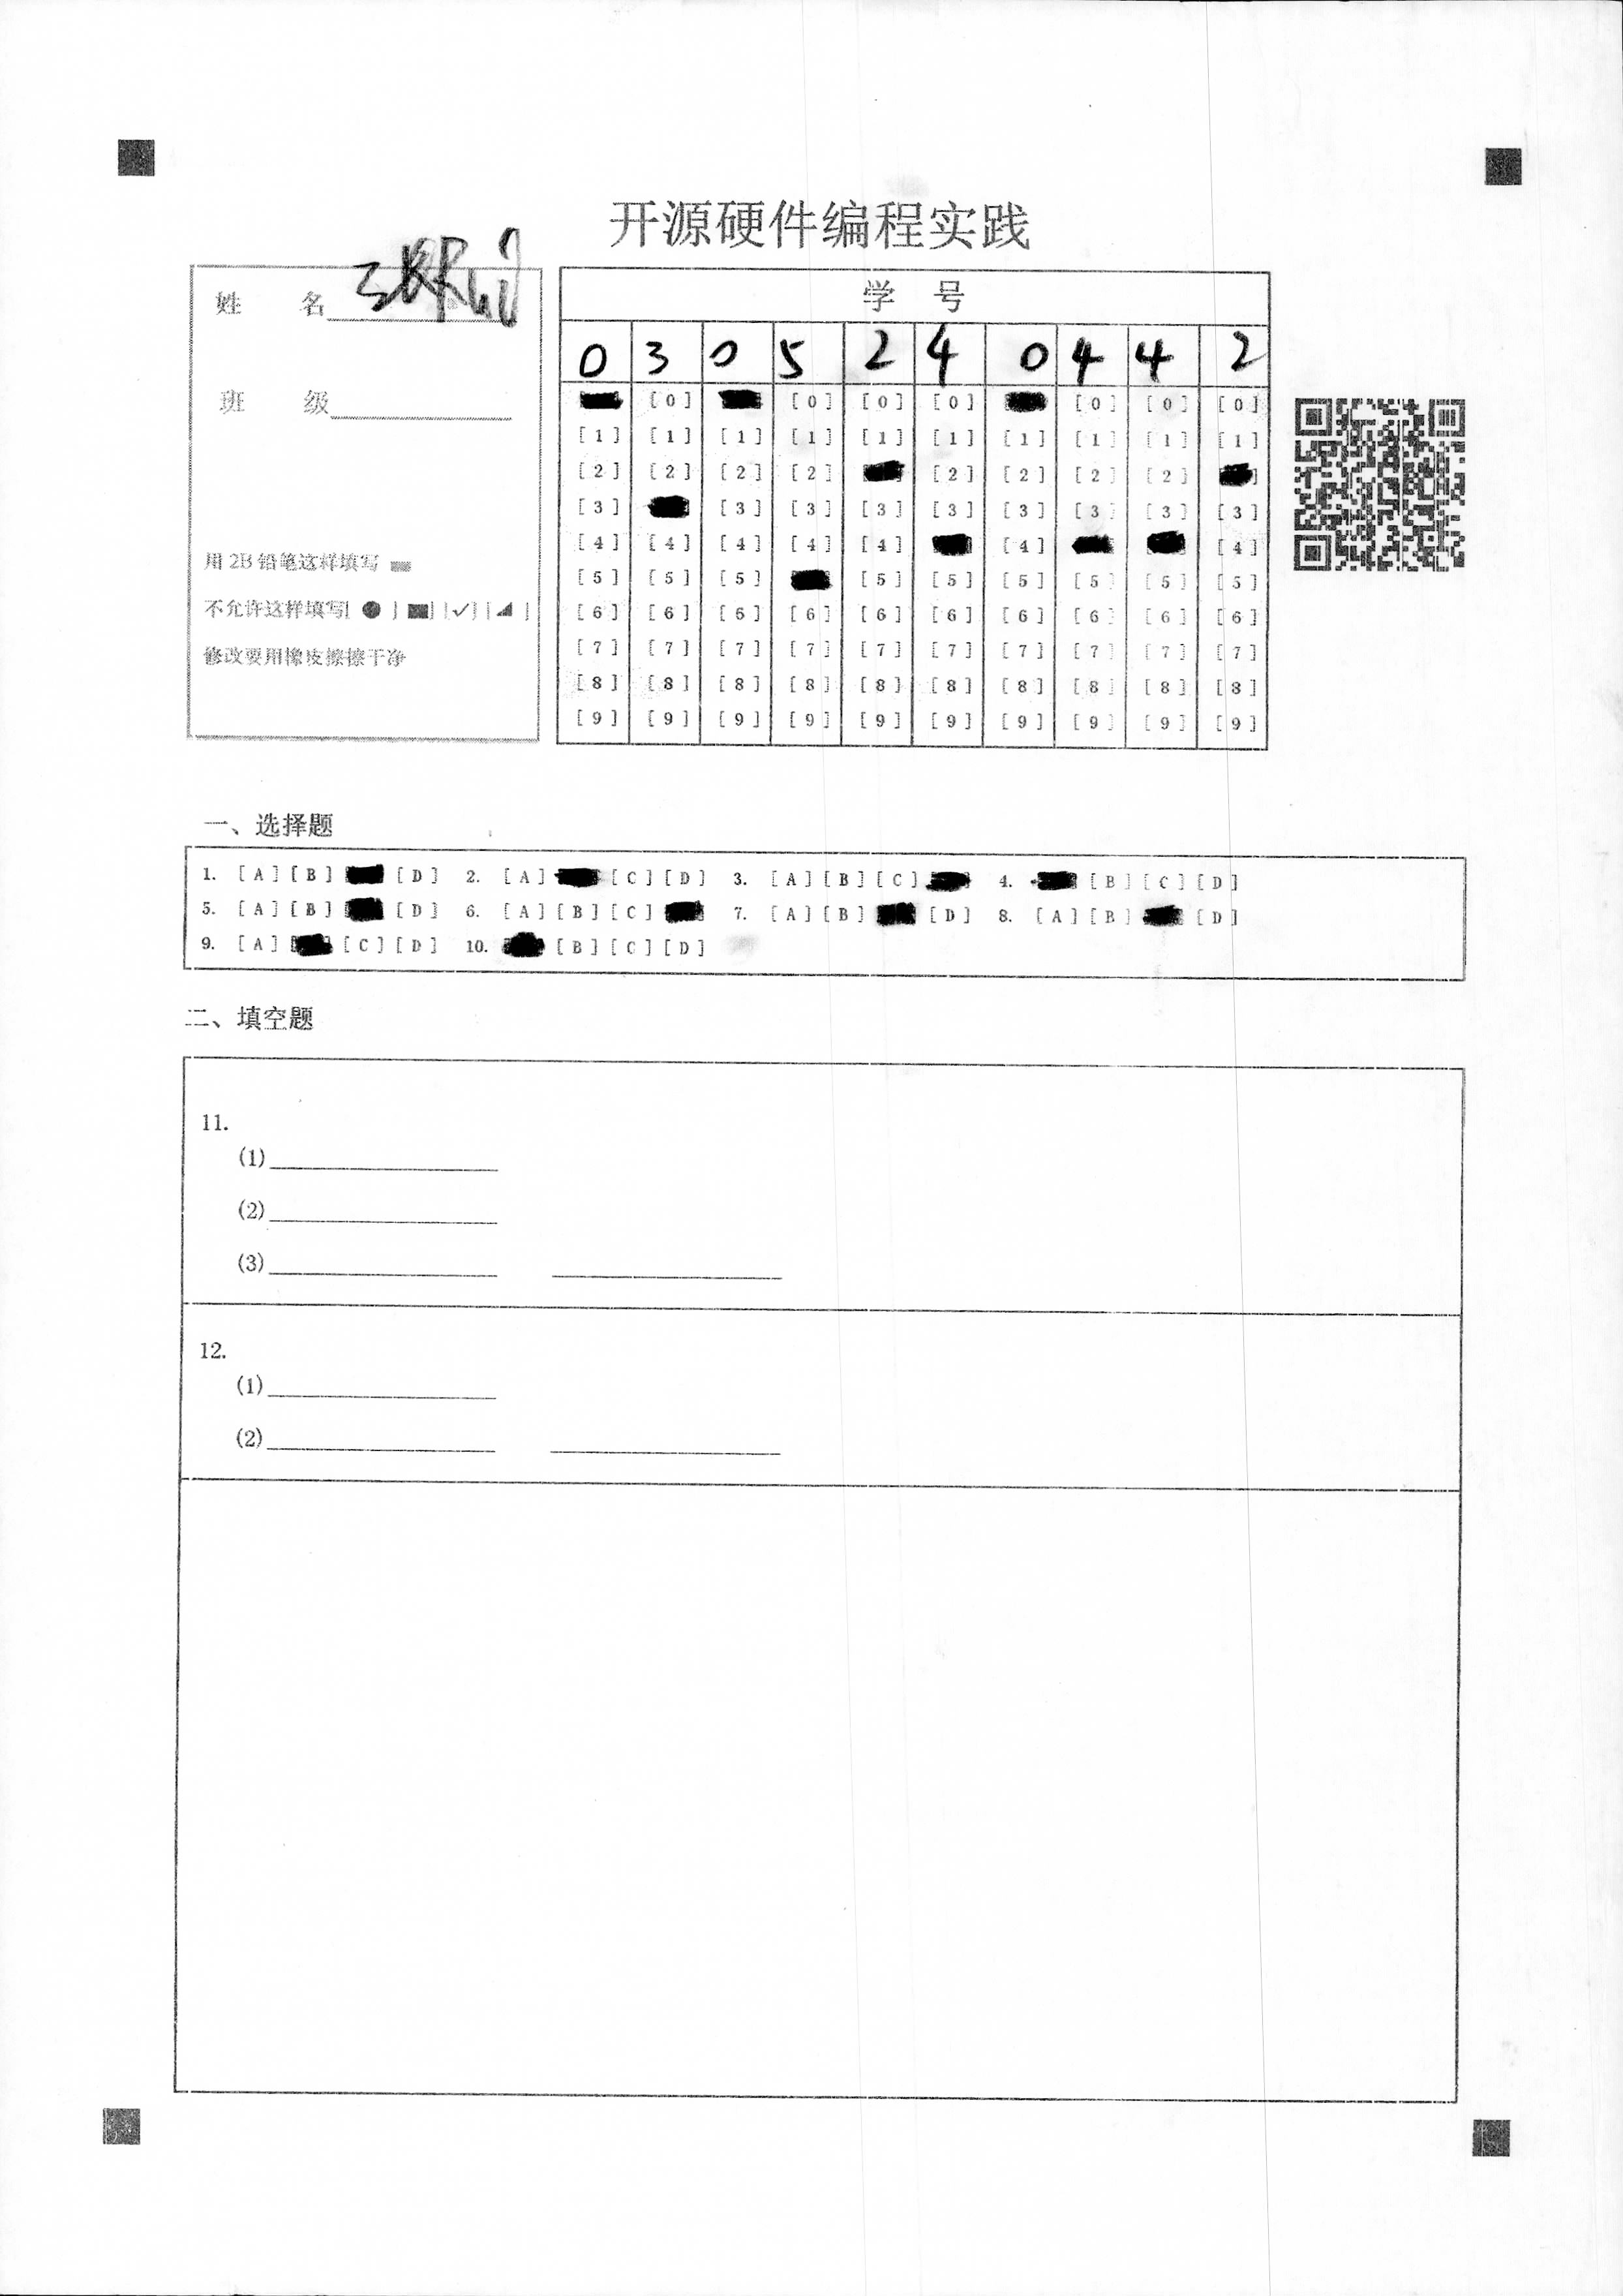 开源硬件编程实践
姓 名
班 级
用 2B 铅笔这样填写
不允许这样填写[ ● ] [■] [✓] [◢ ]
修改要用橡皮擦擦干净
学 号
0 3 0 5 2 4 0 4 4 2
[0] [0] [0] [0] [0] [0] [0]
[1] [1] [1] [1] [1] [1] [1] [1] [1] [1]
[2] [2] [2] [2] [2] [2] [2] [2]
[3] [3] [3] [3] [3] [3] [3] [3] [3]
[4] [4] [4] [4] [4] [4] [4]
[5] [5] [5] [5] [5] [5] [5] [5] [5]
[6] [6] [6] [6] [6] [6] [6] [6] [6] [6]
[7] [7] [7] [7] [7] [7] [7] [7] [7] [7]
[8] [8] [8] [8] [8] [8] [8] [8] [8] [8]
[9] [9] [9] [9] [9] [9] [9] [9] [9] [9]
一、选择题
1. [A] [B] [D] 2. [A] [C] [D] 3. [A] [B] [C] 4. [B] [C] [D]
5. [A] [B] [D] 6. [A] [B] [C] 7. [A] [B] [D] 8. [A] [B] [D]
9. [A] [C] [D] 10. [B] [C] [D]
二、填空题
11.
(1)
(2)
(3)
12.
(1)
(2)